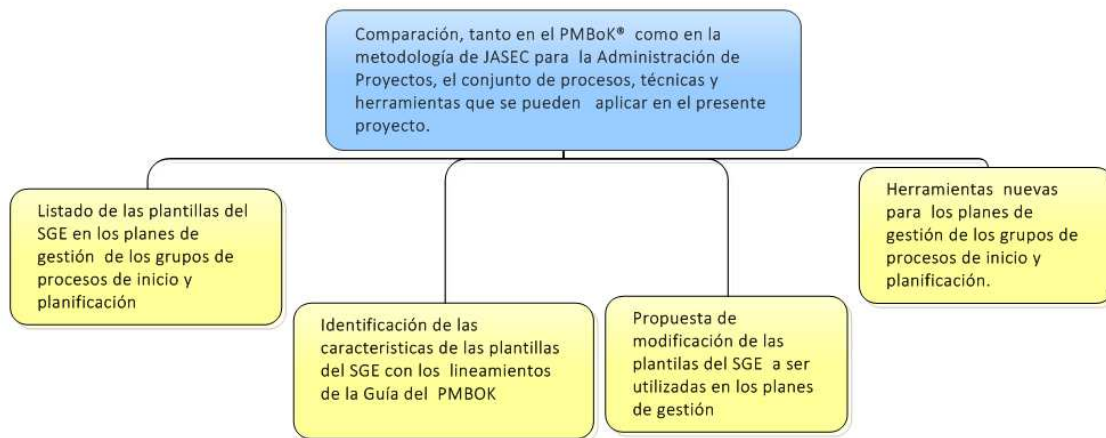 Comparación, tanto en el PMBoK® como en la
metodología de JASEC para la Administración de
Proyectos, el conjunto de procesos, técnicas y
herramientas que se pueden aplicar en el presente
proyecto.
Listado de las plantillas del
SGE en los planes de
gestión de los grupos de
procesos de inicio y
planificación
Identificación de las
caracteristicas de las plantillas
del SGE con los lineamientos
de la Guía del PMBOK
Propuesta de
modificación de las
plantilas del SGE a ser
utilizadas en los planes
de gestión
Herramientas nuevas
para los planes de
gestión de los grupos de
procesos de inicio y
planificación.